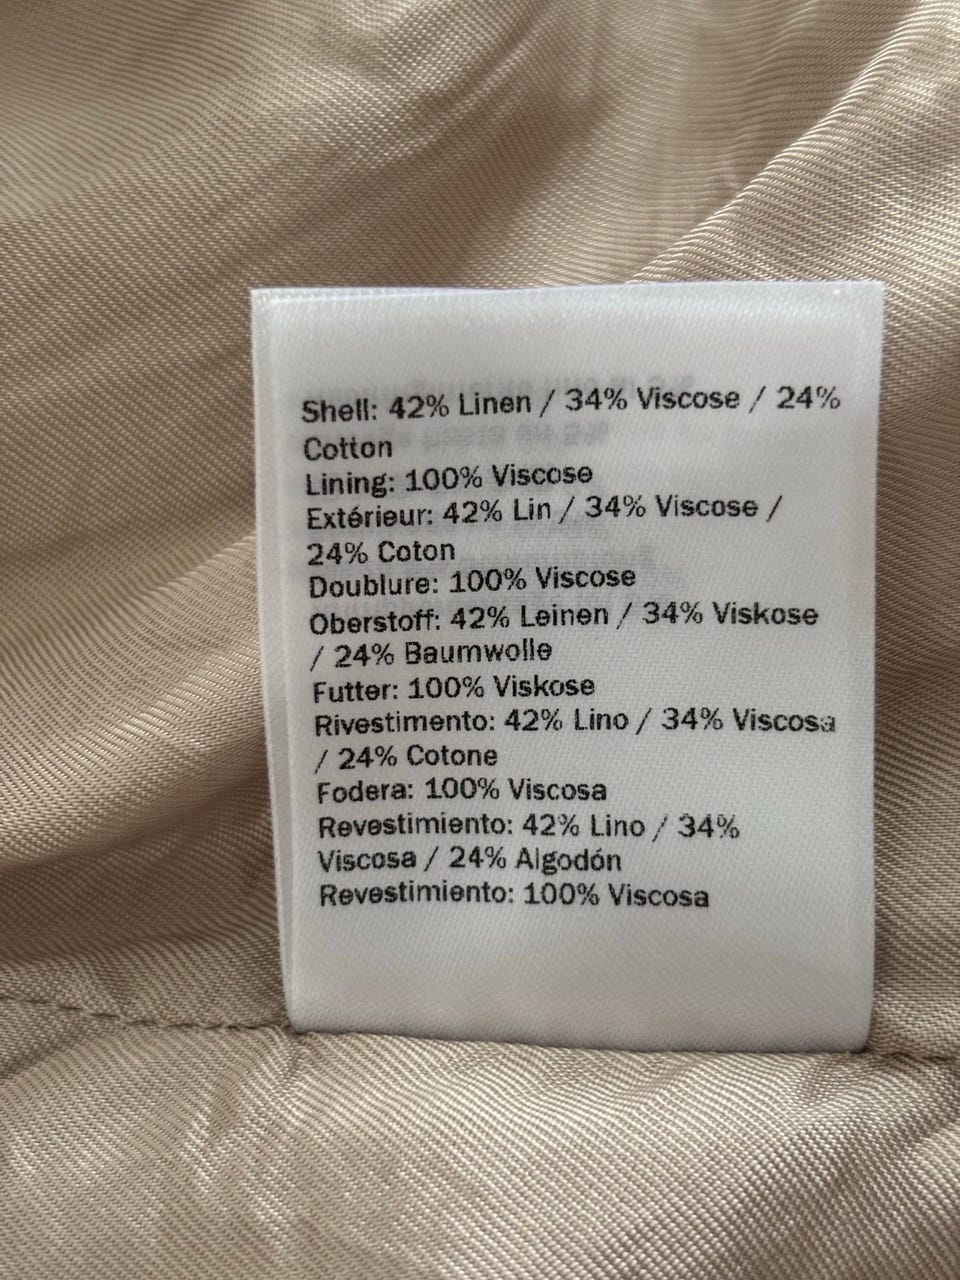 Shell: 42% Linen / 34% Viscose / 24%
Cotton
Lining: 100% Viscose
Extérieur: 42% Lin / 34% Viscose /
24% Coton
Doublure: 100% Viscose
Oberstoff: 42% Leinen / 34% Viskose
/ 24% Baumwolle
Futter: 100% Viskose
Rivestimento: 42% Lino / 34% Viscosa
/ 24% Cotone
Fodera: 100% Viscosa
Revestimiento: 42% Lino / 34%
Viscosa / 24% Algodón
Revestimiento: 100% Viscosa